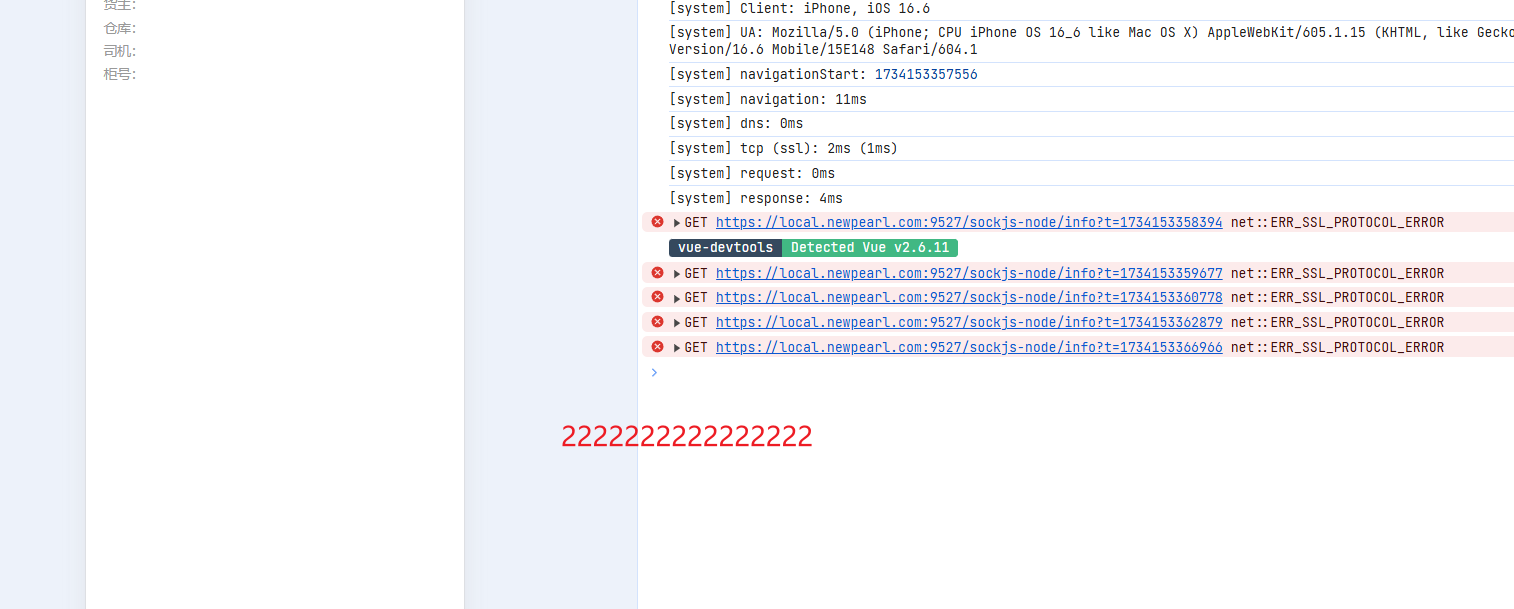 货主:
仓库:
司机:
柜号:
[system] Client: iPhone, iOS 16.6
[system] UA: Mozilla/5.0 (iPhone; CPU iPhone OS 16_6 like Mac OS X) AppleWebKit/605.1.15 (KHTML, like Gecko
Version/16.6 Mobile/15E148 Safari/604.1
[system] navigationStart: 1734153357556
[system] navigation: 11ms
[system] dns: 0ms
[system] tcp (ssl): 2ms (1ms)
[system] request: 0ms
[system] response: 4ms
GET https://local.newpearl.com:9527/sockjs-node/info?t=1734153358394 net::ERR_SSL_PROTOCOL_ERROR
vue-devtools Detected Vue v2.6.11
GET https://local.newpearl.com:9527/sockjs-node/info?t=1734153359677 net::ERR_SSL_PROTOCOL_ERROR
GET https://local.newpearl.com:9527/sockjs-node/info?t=1734153360778 net::ERR_SSL_PROTOCOL_ERROR
GET https://local.newpearl.com:9527/sockjs-node/info?t=1734153362879 net::ERR_SSL_PROTOCOL_ERROR
GET https://local.newpearl.com:9527/sockjs-node/info?t=1734153366966 net::ERR_SSL_PROTOCOL_ERROR
2222222222222222